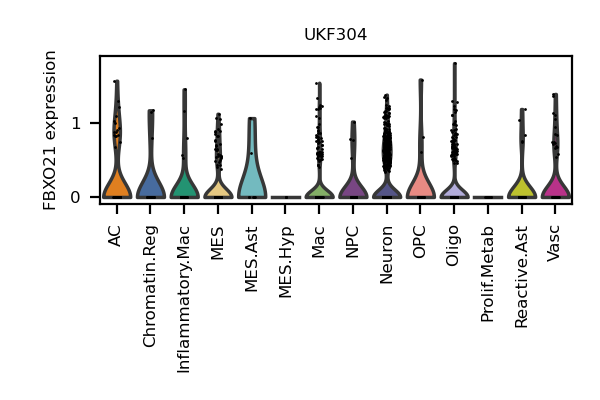 UKF304
FBXO21 expression
1
0
AC
Chromatin.Reg
Inflammatory.Mac
MES
MES.Ast
MES.Hyp
Mac
NPC
Neuron
OPC
Oligo
Prolif.Metab
Reactive.Ast
Vasc